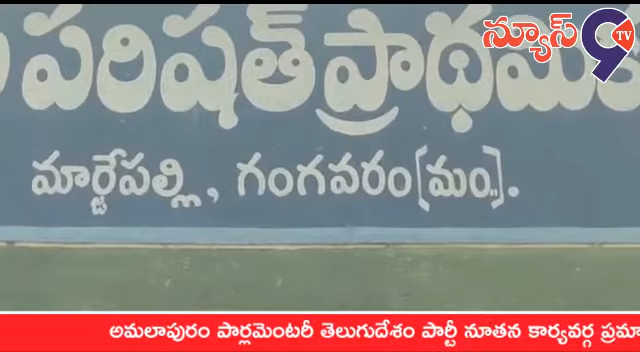 న్యూస్ 9 TV
పరిషత్ ప్రాథమిక
మార్జేపల్లి, గంగవరం(మం).
అమలాపురం పార్లమెంటరీ తెలుగుదేశం పార్టీ నూతన కార్యవర్గ ప్రమా